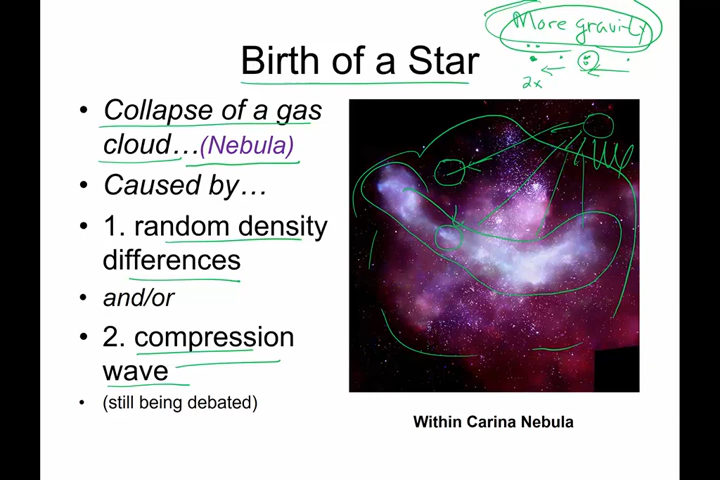 More gravity
2x
Birth of a Star
• Collapse of a gas
cloud…(Nebula)
• Caused by…
• 1. random density
differences
• and/or
• 2. compression
wave
• (still being debated)
Within Carina Nebula